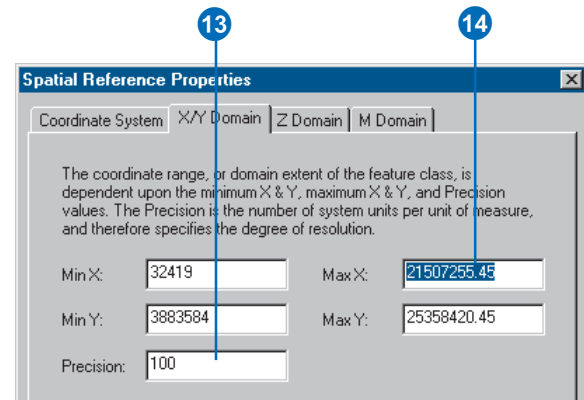 13 14
Spatial Reference Properties
Coordinate System X/Y Domain Z Domain M Domain
The coordinate range, or domain extent of the feature class, is
dependent upon the minimum X & Y, maximum X & Y, and Precision
values. The Precision is the number of system units per unit of measure,
and therefore specifies the degree of resolution.
Min X: 32419 Max X: 21507255.45
Min Y: 3883584 Max Y: 25358420.45
Precision: 100